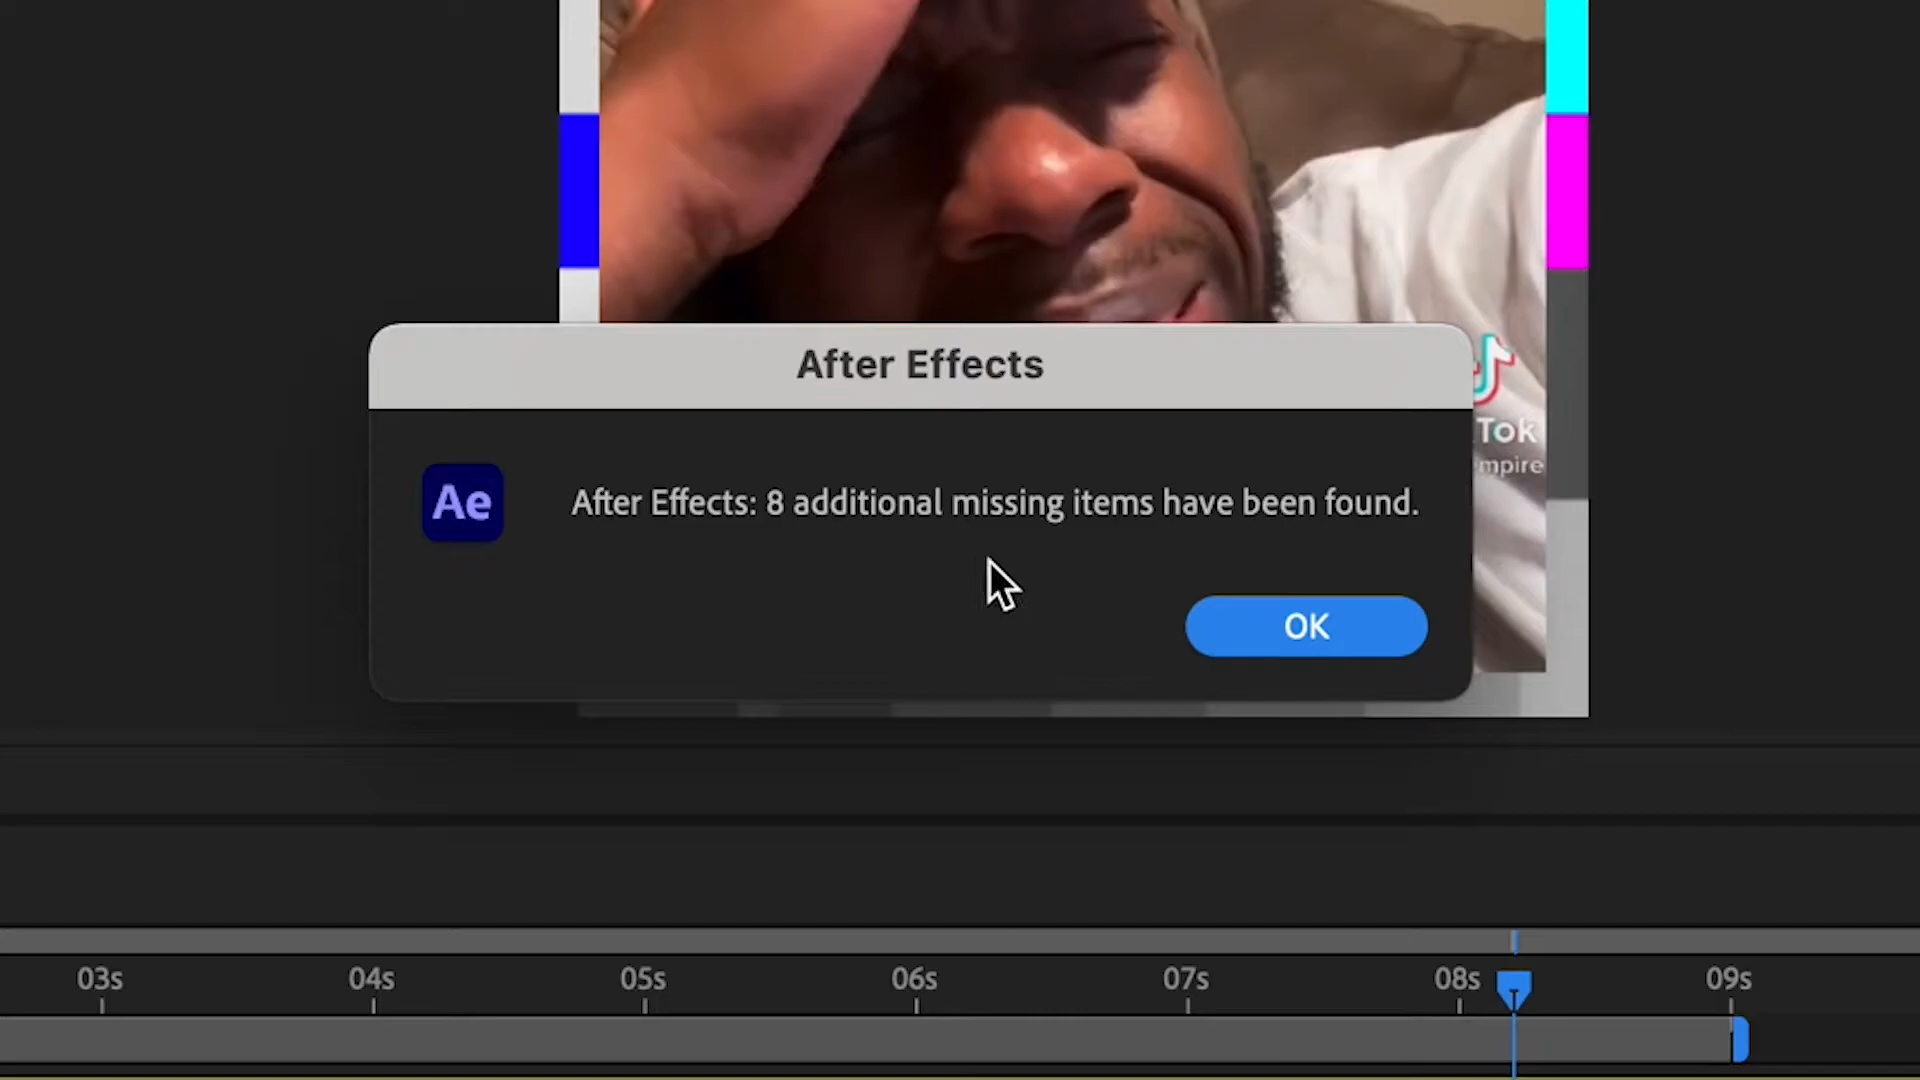 After Effects
Tok
mpire
Ae
After Effects: 8 additional missing items have been found.
OK
03s 04s 05s 06s 07s 08s 09s